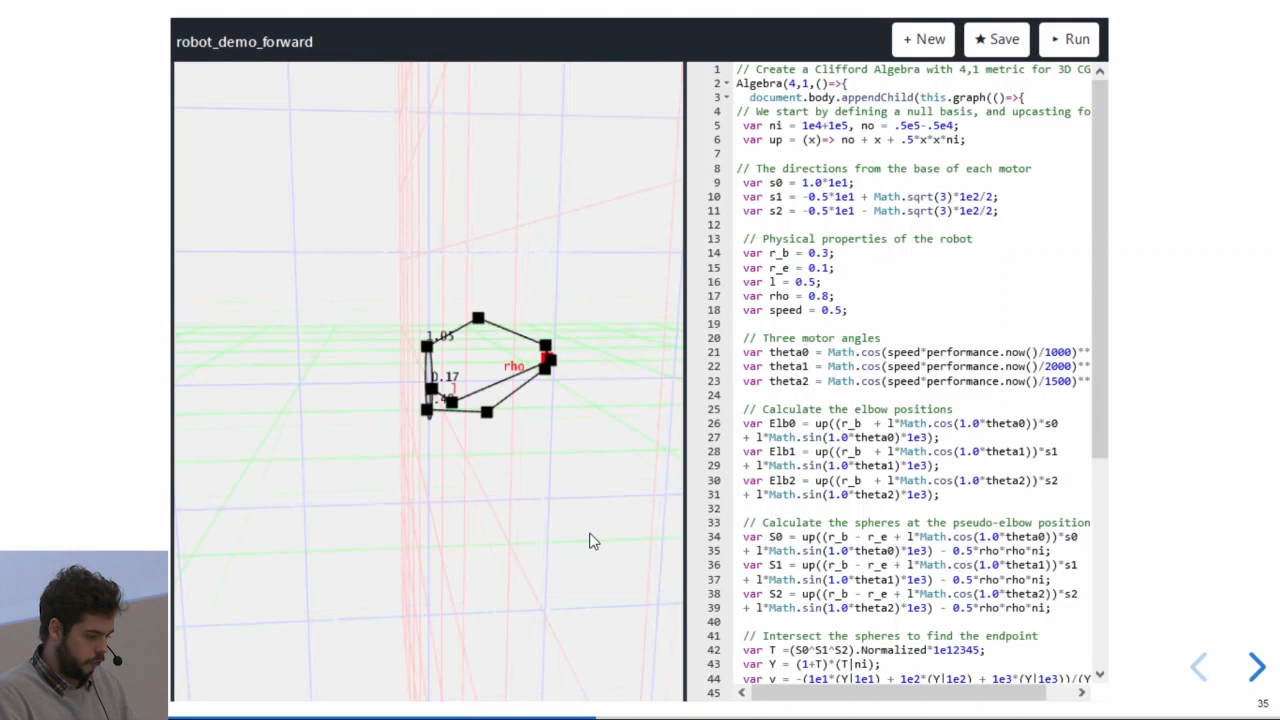 robot_demo_forward
+ New
★ Save
Run
1.05
rho
0.17
l
1 // Create a Clifford Algebra with 4,1 metric for 3D CG
2 Algebra(4,1,()=>{
3 document.body.appendChild(this.graph(()=>{
4 // We start by defining a null basis, and upcasting fo
5 var ni = 1e4+1e5, no = .5e5-.5e4;
6 var up = (x)=> no + x + .5*x*x*ni;
7
8 // The directions from the base of each motor
9 var s0 = 1.0*1e1;
10 var s1 = -0.5*1e1 + Math.sqrt(3)*1e2/2;
11 var s2 = -0.5*1e1 - Math.sqrt(3)*1e2/2;
12
13 // Physical properties of the robot
14 var r_b = 0.3;
15 var r_e = 0.1;
16 var l = 0.5;
17 var rho = 0.8;
18 var speed = 0.5;
19
20 // Three motor angles
21 var theta0 = Math.cos(speed*performance.now()/1000)**
22 var theta1 = Math.cos(speed*performance.now()/2000)**
23 var theta2 = Math.cos(speed*performance.now()/1500)**
24
25 // Calculate the elbow positions
26 var Elb0 = up((r_b + l*Math.cos(1.0*theta0))*s0
27 + l*Math.sin(1.0*theta0)*1e3);
28 var Elb1 = up((r_b + l*Math.cos(1.0*theta1))*s1
29 + l*Math.sin(1.0*theta1)*1e3);
30 var Elb2 = up((r_b + l*Math.cos(1.0*theta2))*s2
31 + l*Math.sin(1.0*theta2)*1e3);
32
33 // Calculate the spheres at the pseudo-elbow position
34 var S0 = up((r_b - r_e + l*Math.cos(1.0*theta0))*s0
35 + l*Math.sin(1.0*theta0)*1e3) - 0.5*rho*rho*ni;
36 var S1 = up((r_b - r_e + l*Math.cos(1.0*theta1))*s1
37 + l*Math.sin(1.0*theta1)*1e3) - 0.5*rho*rho*ni;
38 var S2 = up((r_b - r_e + l*Math.cos(1.0*theta2))*s2
39 + l*Math.sin(1.0*theta2)*1e3) - 0.5*rho*rho*ni;
40
41 // Intersect the spheres to find the endpoint
42 var T =(S0^S1^S2).Normalized*1e12345;
43 var Y = (1+T)*(T|ni);
44 var v = -(1e1*(Y|1e1) + 1e2*(Y|1e2) + 1e3*(Y|1e3))/(Y
45
35